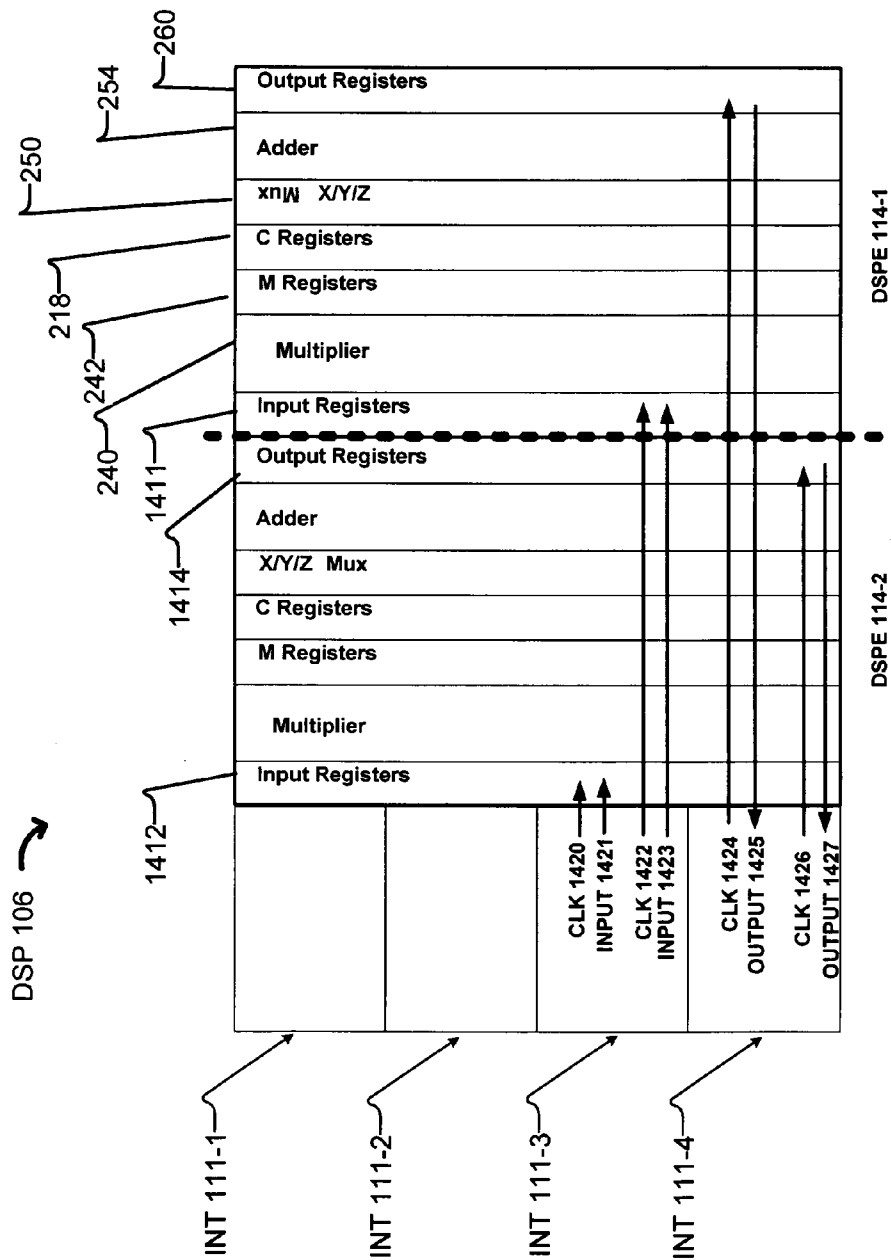 DSP 106
260
254
250
218
242
240
1411
1414
1412
Output Registers
Adder
X/Y/Z Mux
C Registers
M Registers
Multiplier
Input Registers
Output Registers
Adder
X/Y/Z Mux
C Registers
M Registers
Multiplier
Input Registers
CLK 1420
INPUT 1421
CLK 1422
INPUT 1423
CLK 1424
OUTPUT 1425
CLK 1426
OUTPUT 1427
DSPE 114-1
DSPE 114-2
INT 111-1
INT 111-2
INT 111-3
INT 111-4